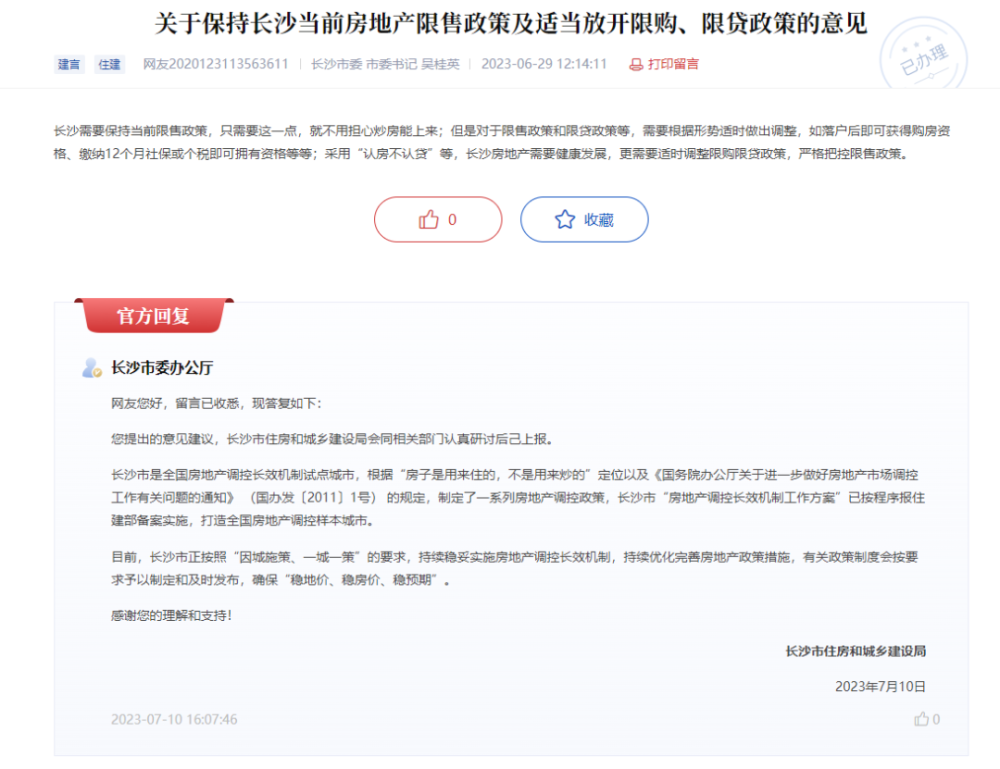 关于保持长沙当前房地产限售政策及适当放开限购、限贷政策的意见
已办理
建言 住建 网友2020123113563611 | 长沙市委 市委书记 吴桂英 | 2023-06-29 12:14:11 打印留言
长沙需要保持当前限售政策，只需要这一点，就不用担心炒房能上来；但是对于限售政策和限贷政策等，需要根据形势适时做出调整，如落户后即可获得购房资
格、缴纳12个月社保或个税即可拥有资格等等；采用“认房不认贷”等，长沙房地产需要健康发展，更需要适时调整限购限贷政策，严格把控限售政策。
0 收藏
官方回复
长沙市委办公厅
网友您好，留言已收悉，现答复如下：
您提出的意见建议，长沙市住房和城乡建设局会同相关部门认真研讨后己上报。
长沙市是全国房地产调控长效机制试点城市，根据“房子是用来住的，不是用来炒的”定位以及《国务院办公厅关于进一步做好房地产市场调控
工作有关问题的通知》（国办发〔2011〕1号）的规定，制定了一系列房地产调控政策，长沙市“房地产调控长效机制工作方案”已按程序报住
建部备案实施，打造全国房地产调控样本城市。
目前，长沙市正按照“因城施策、一城一策”的要求，持续稳妥实施房地产调控长效机制，持续优化完善房地产政策措施，有关政策制度会按要
求予以制定和及时发布，确保“稳地价、稳房价、稳预期”。
感谢您的理解和支持！
长沙市住房和城乡建设局
2023年7月10日
2023-07-10 16:07:46 0